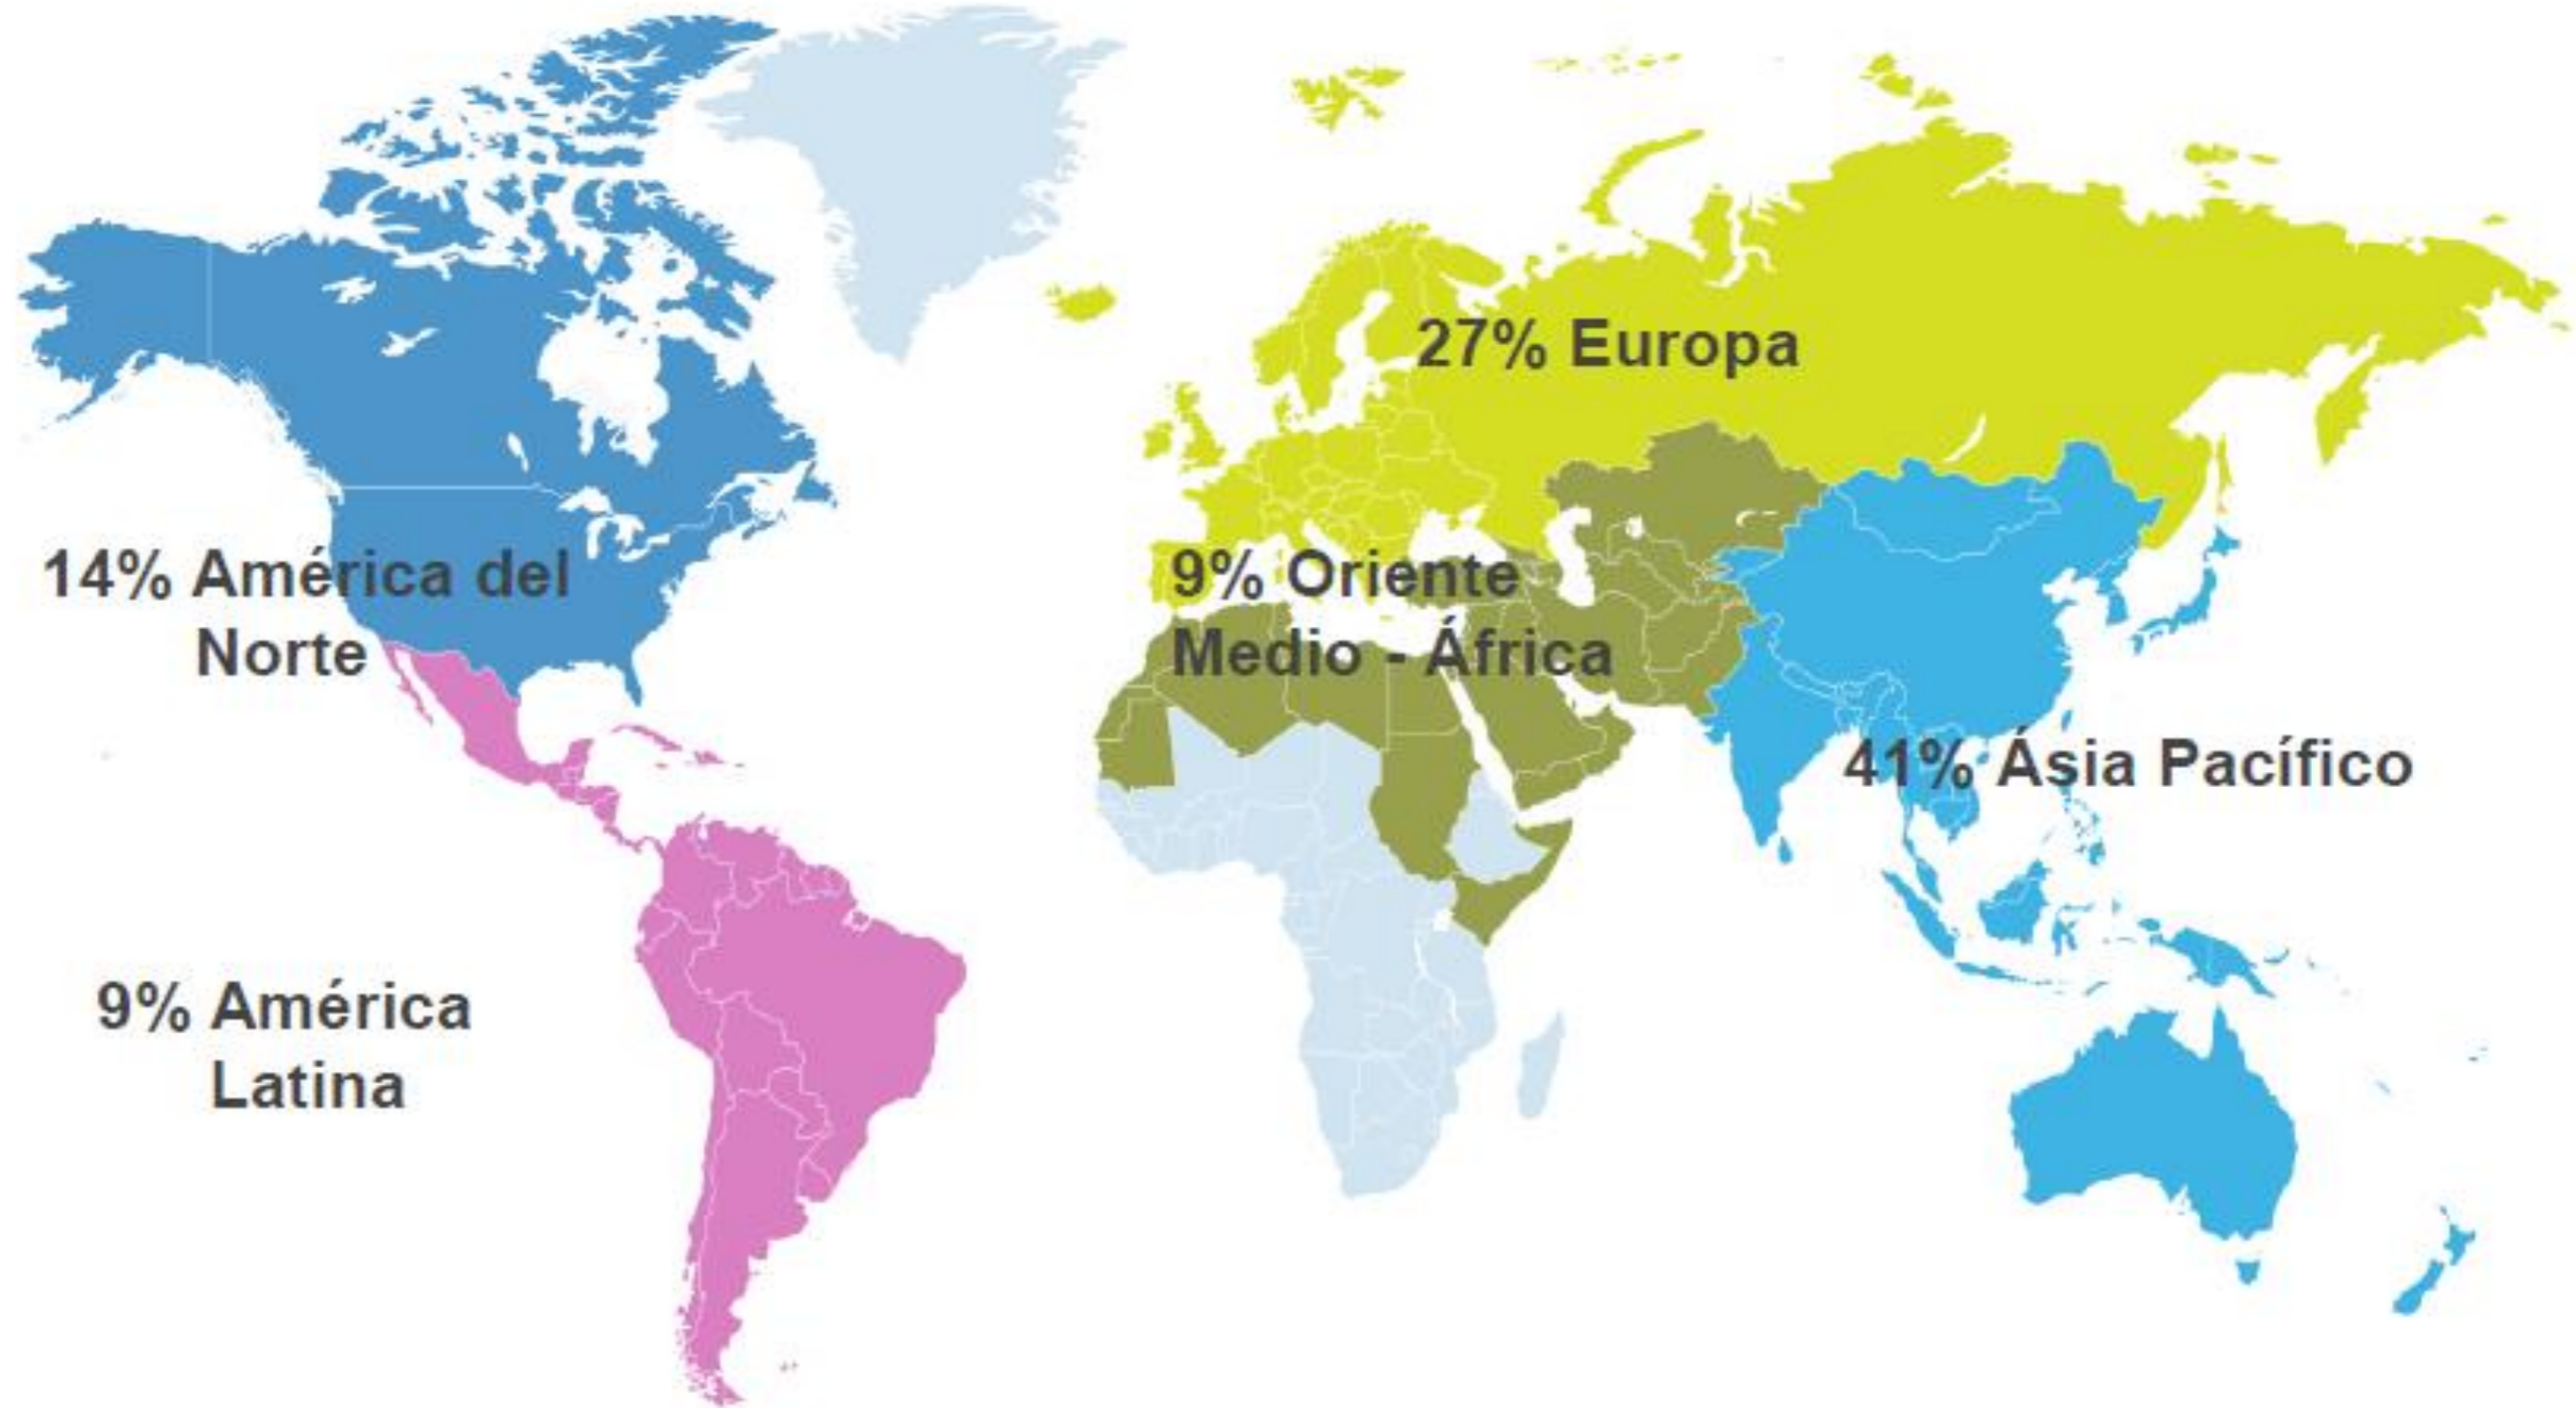 27% Europa
14% América del
Norte
9% Oriente
Medio - África
41% Ásia Pacífico
9% América
Latina